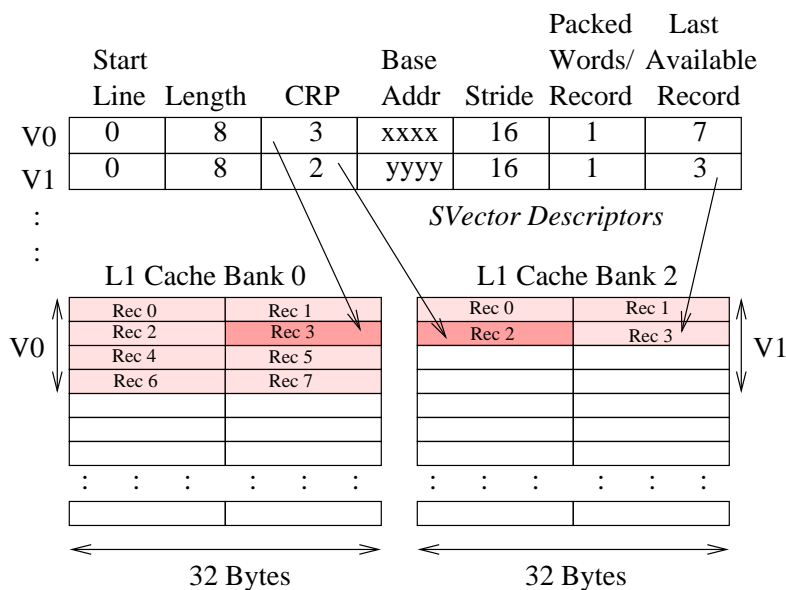 Packed Last
Start Base Words/ Available
Line Length CRP Addr Stride Record Record
V0 0 8 3 xxxx 16 1 7
V1 0 8 2 yyyy 16 1 3
:
SVector Descriptors
:
L1 Cache Bank 0 L1 Cache Bank 2
Rec 0 Rec 1 Rec 0 Rec 1
Rec 2 Rec 3 Rec 2 Rec 3
V0 Rec 4 Rec 5 V1
Rec 6 Rec 7
: : : : : : : : : : : :
32 Bytes 32 Bytes